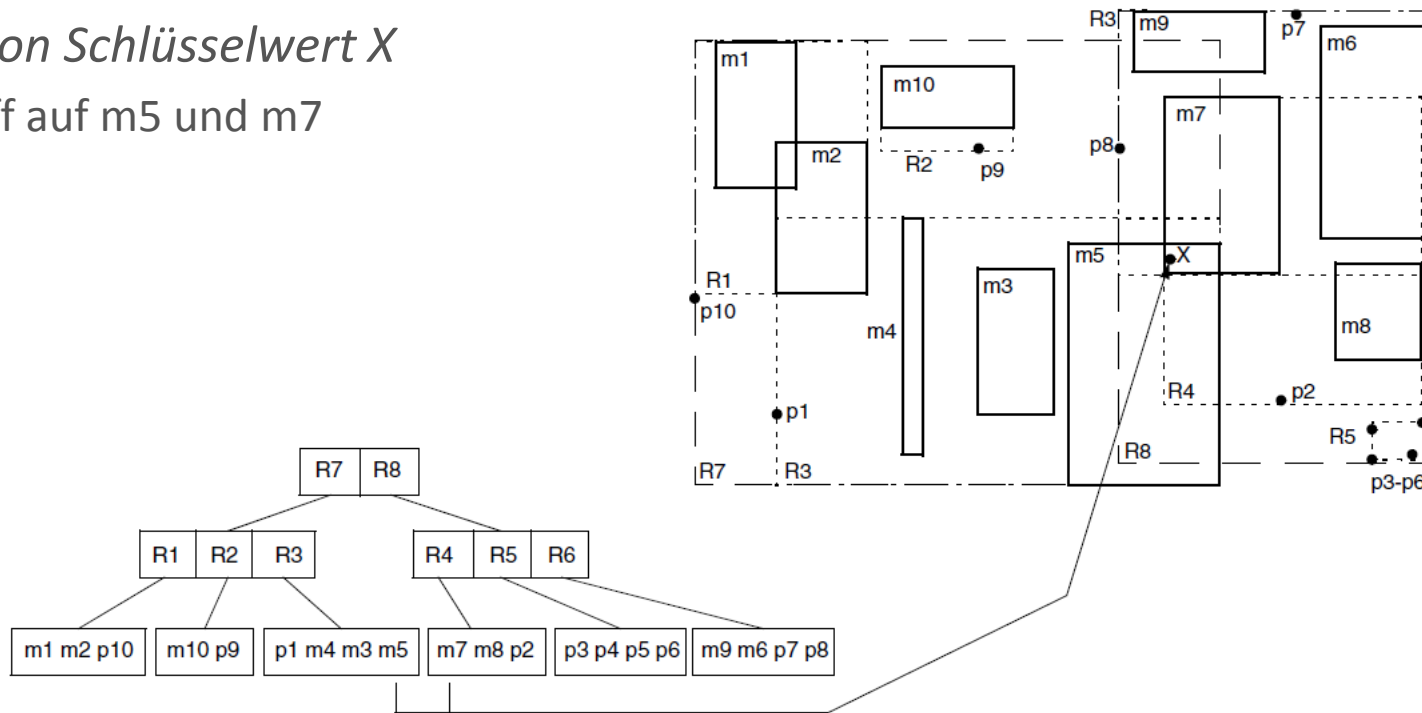 on Schlüsselwert X
ff auf m5 und m7
R3 m9 p7
m1 m6
m10
m7
m2 p8
R2 p9
m5 X
R1 m3
p10
m4 m8
R4 p2
p1
R5
R8
R7 R3
p3-p6
R7 R8
R1 R2 R3 R4 R5 R6
m1 m2 p10 m10 p9 p1 m4 m3 m5 m7 m8 p2 p3 p4 p5 p6 m9 m6 p7 p8